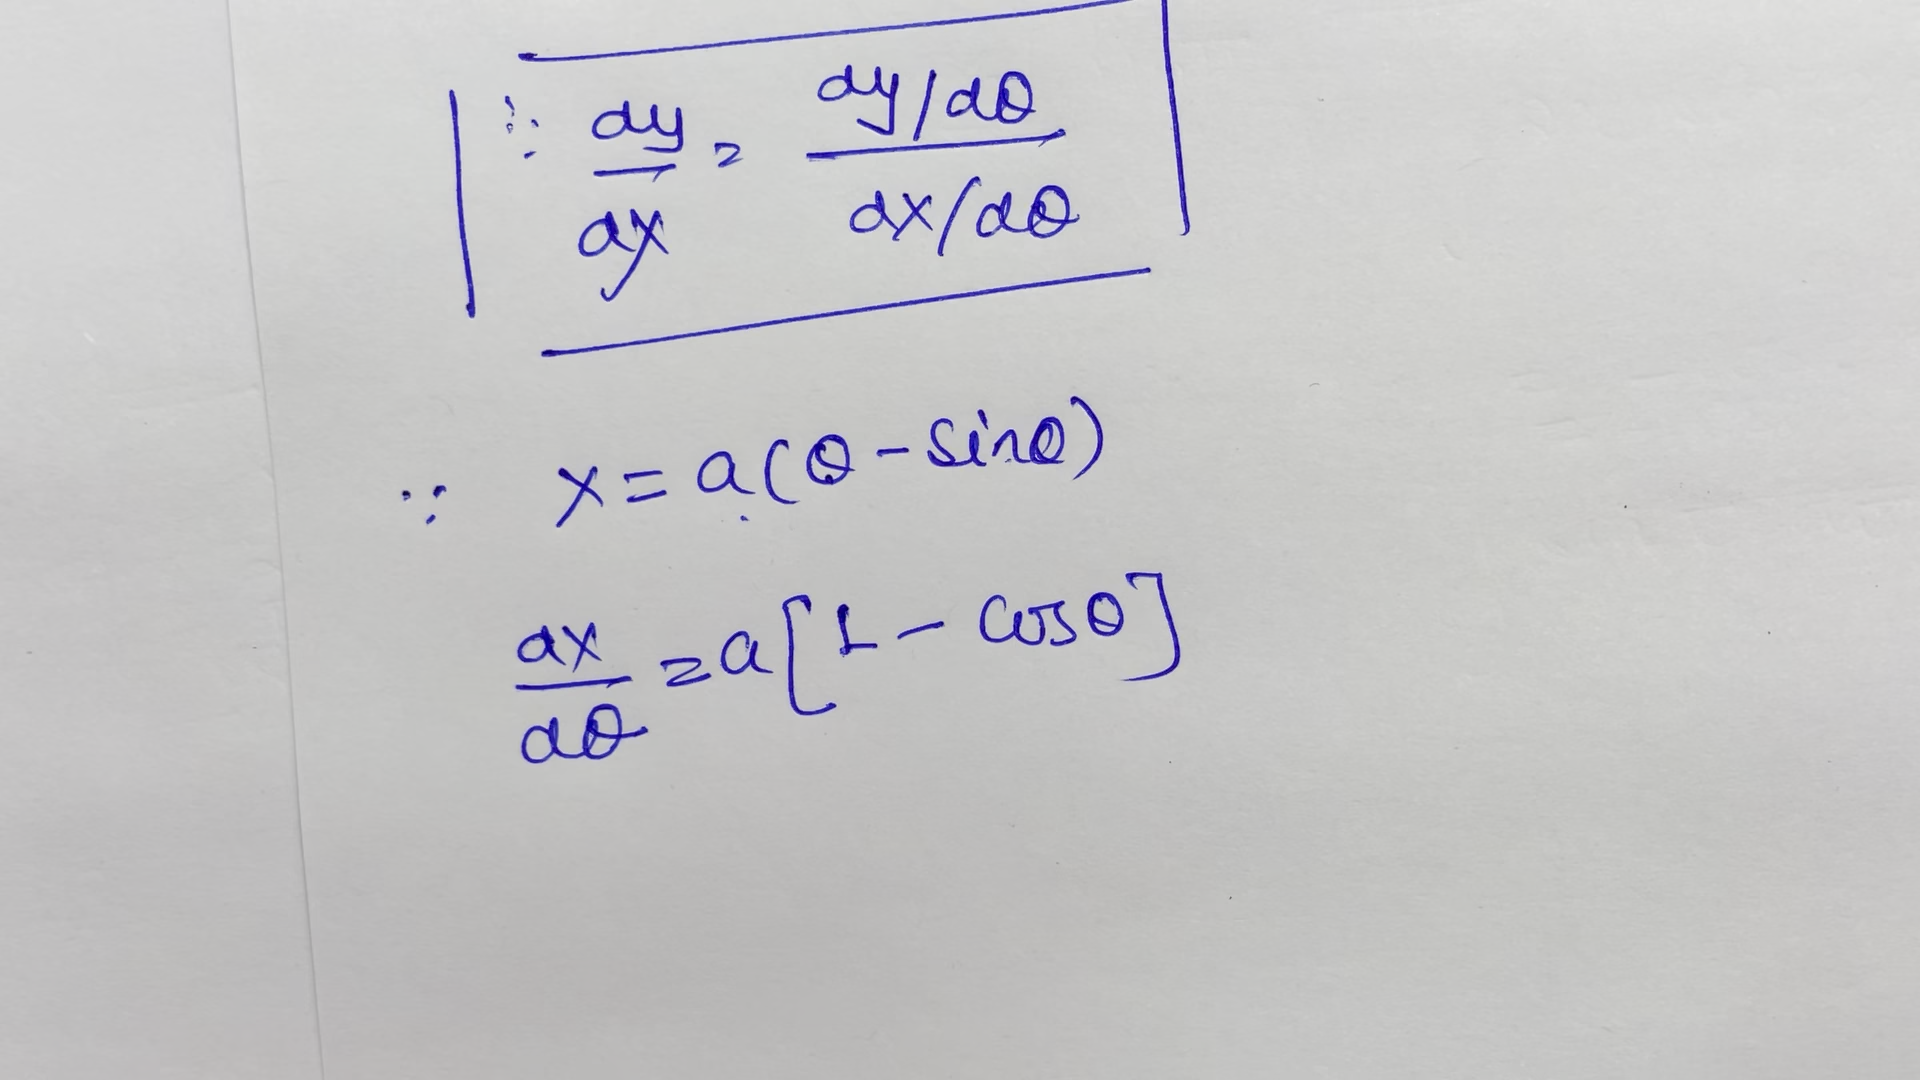 ∵ dy/dx = (dy/dθ)/(dx/dθ)
∵ x = a(θ - sinθ)
dx/dθ = a[1 - cosθ]